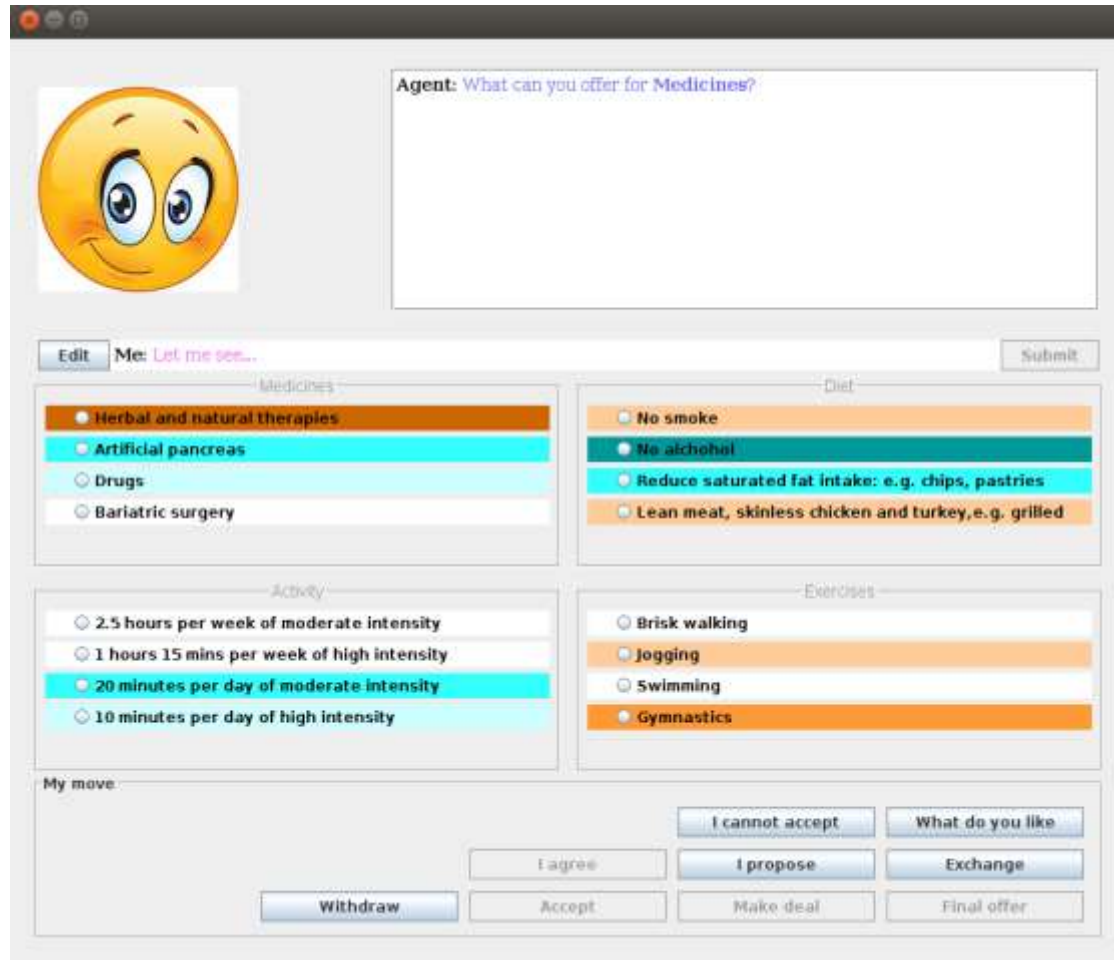 Agent: What can you offer for Medicines?
Edit
Me: Let me see...
Submit
Medicines
Herbal and natural therapies
Artificial pancreas
Drugs
Bariatric surgery
Diet
No smoke
No alchohol
Reduce saturated fat intake: e.g. chips, pastries
Lean meat, skinless chicken and turkey,e.g. grilled
Activity
2.5 hours per week of moderate intensity
1 hours 15 mins per week of high intensity
20 minutes per day of moderate intensity
10 minutes per day of high intensity
Exercises
Brisk walking
Jogging
Swimming
Gymnastics
My move
I cannot accept
What do you like
I agree
I propose
Exchange
Withdraw
Accept
Make deal
Final offer